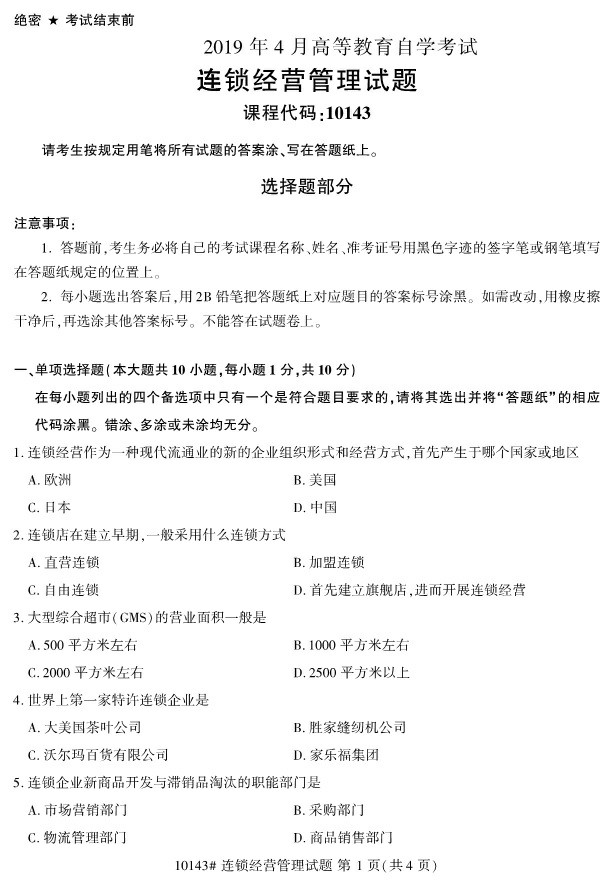 绝密 ★ 考试结束前
2019 年 4 月高等教育自学考试
连锁经营管理试题
课程代码:10143
请考生按规定用笔将所有试题的答案涂、写在答题纸上。
选择题部分
注意事项:
1. 答题前,考生务必将自己的考试课程名称、姓名、准考证号用黑色字迹的签字笔或钢笔填写
在答题纸规定的位置上。
2. 每小题选出答案后,用 2B 铅笔把答题纸上对应题目的答案标号涂黑。如需改动,用橡皮擦
干净后,再选涂其他答案标号。不能答在试题卷上。
一、单项选择题(本大题共 10 小题,每小题 1 分,共 10 分)
在每小题列出的四个备选项中只有一个是符合题目要求的,请将其选出并将“答题纸”的相应
代码涂黑。错涂、多涂或未涂均无分。
1. 连锁经营作为一种现代流通业的新的企业组织形式和经营方式,首先产生于哪个国家或地区
A. 欧洲 B. 美国
C. 日本 D. 中国
2. 连锁店在建立早期,一般采用什么连锁方式
A. 直营连锁 B. 加盟连锁
C. 自由连锁 D. 首先建立旗舰店,进而开展连锁经营
3. 大型综合超市(GMS)的营业面积一般是
A. 500 平方米左右 B. 1000 平方米左右
C. 2000 平方米左右 D. 2500 平方米以上
4. 世界上第一家特许连锁企业是
A. 大美国茶叶公司 B. 胜家缝纫机公司
C. 沃尔玛百货有限公司 D. 家乐福集团
5. 连锁企业新商品开发与滞销品淘汰的职能部门是
A. 市场营销部门 B. 采购部门
C. 物流管理部门 D. 商品销售部门
10143# 连锁经营管理试题 第 1 页(共 4 页)